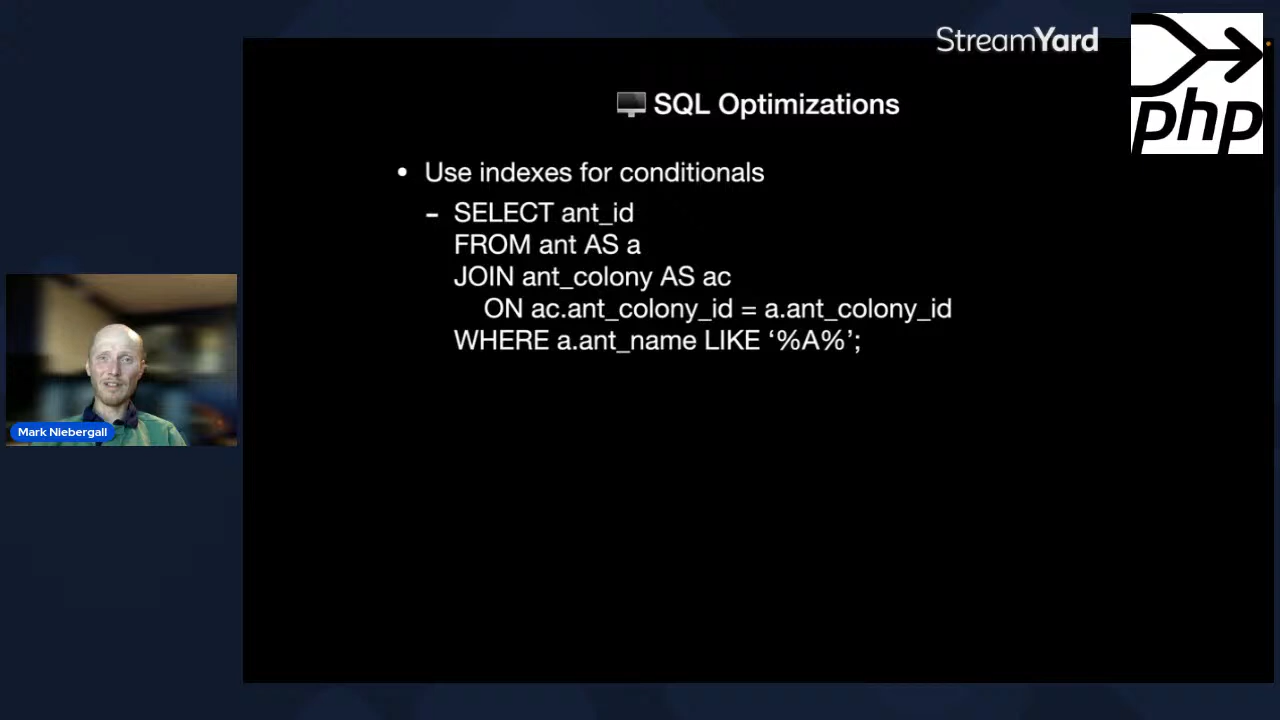 StreamYard
php
SQL Optimizations
• Use indexes for conditionals
– SELECT ant_id
FROM ant AS a
JOIN ant_colony AS ac
ON ac.ant_colony_id = a.ant_colony_id
WHERE a.ant_name LIKE ‘%A%’;
Mark Niebergall